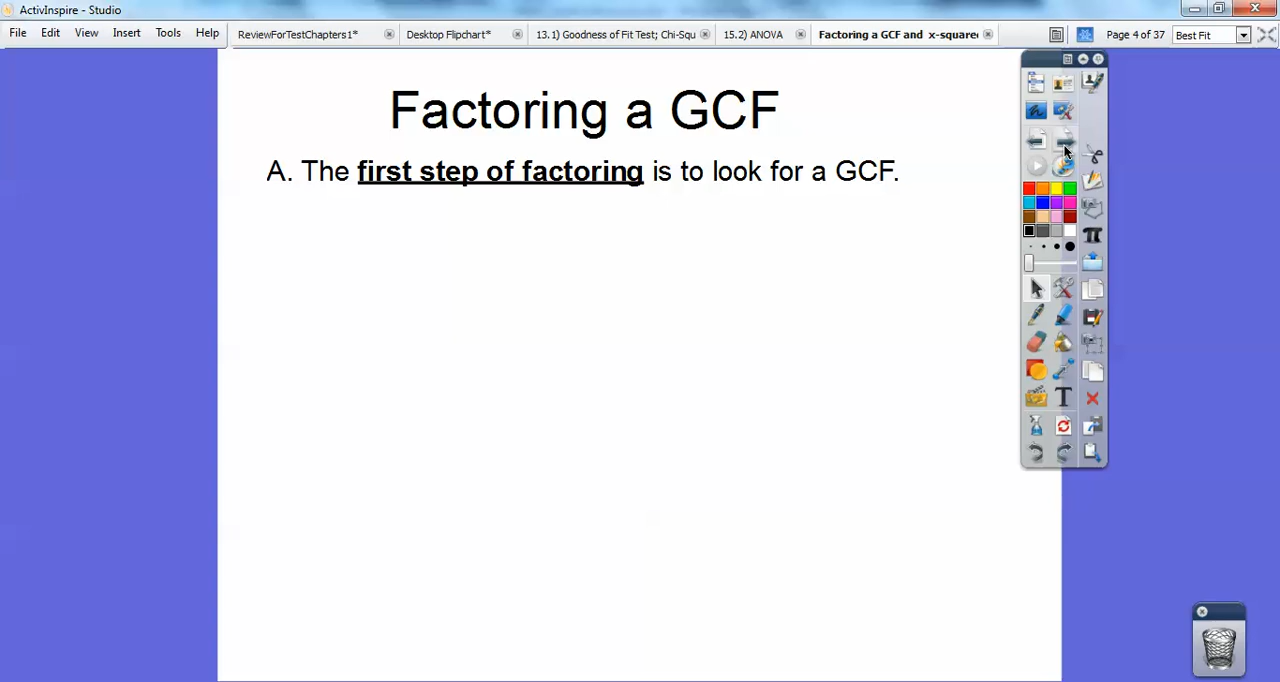 ActivInspire - Studio
File Edit View Insert Tools Help
ReviewForTestChapters1* Desktop Flipchart* 13.1) Goodness of Fit Test; Chi-Squ 15.2) ANOVA Factoring a GCF and x-square Page 4 of 37 Best Fit
Factoring a GCF
A. The first step of factoring is to look for a GCF.